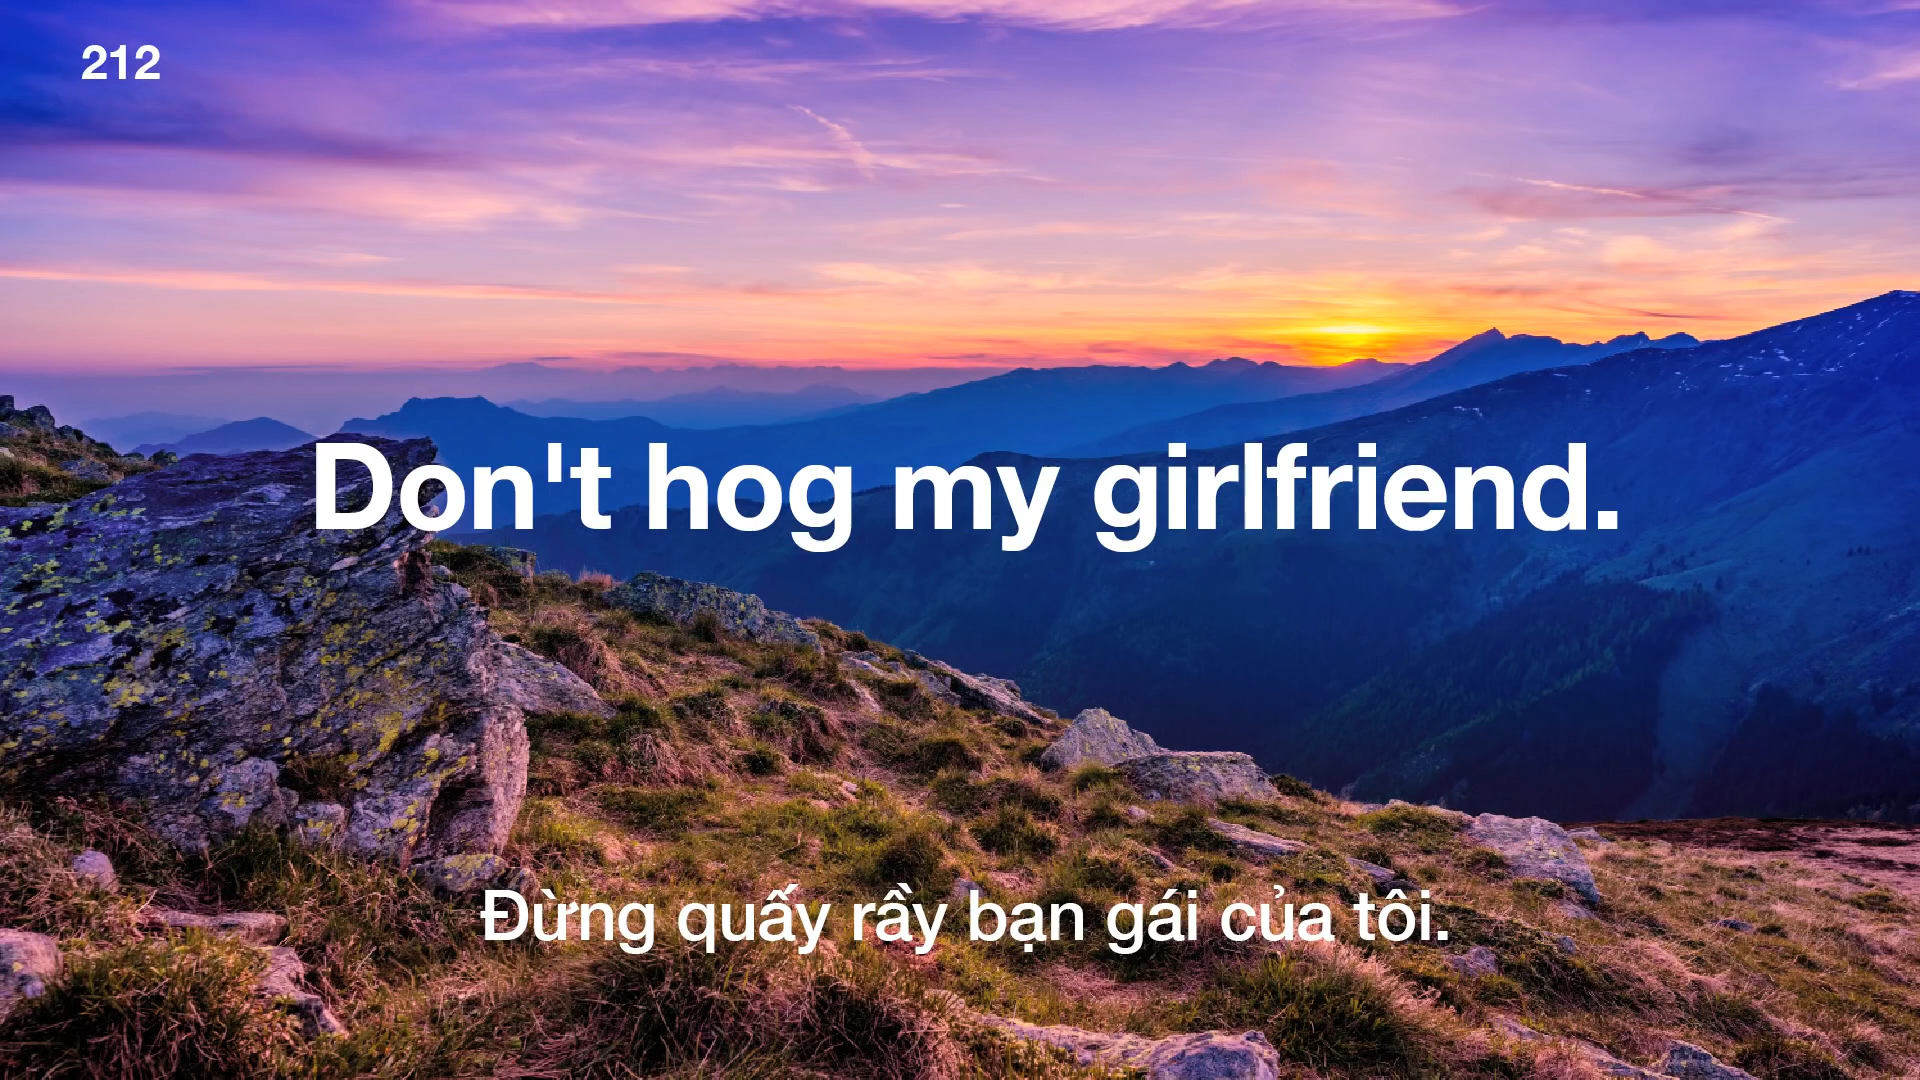 212
Don't hog my girlfriend.
Đừng quấy rầy bạn gái của tôi.